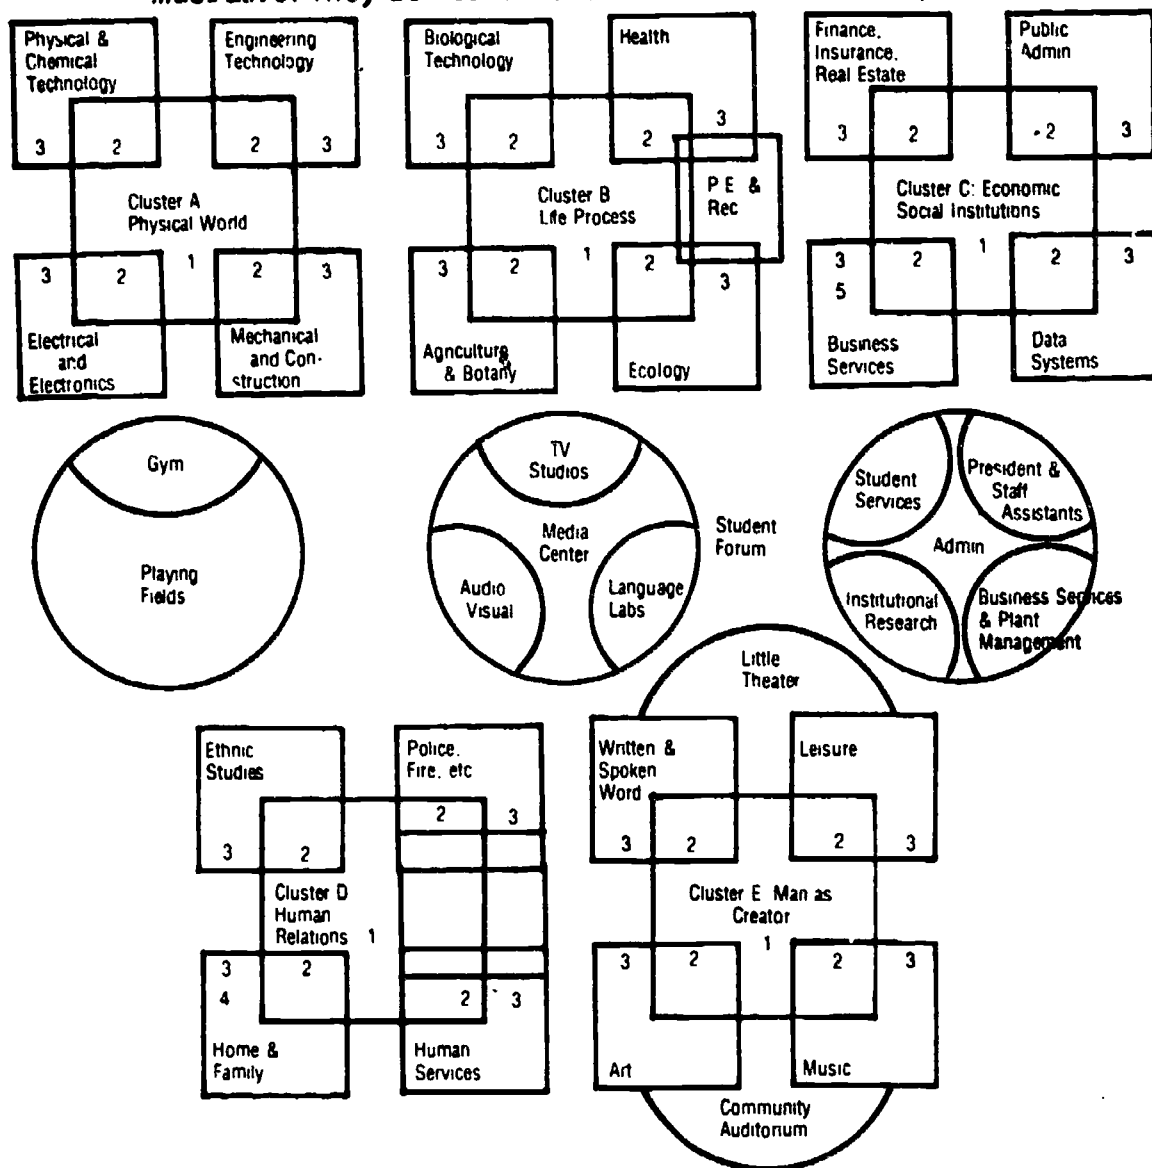 Physical &
Chemical
Technology
3
2
Engineering
Technology
2
3
Cluster A
Physical World
1
3
2
Electrical
and
Electronics
2
3
Mechanical
and Con-
struction
Biological
Technology
3
2
Health
2
3
P E &
Rec
Cluster B
Life Process
1
3
2
Agriculture
& Botany
2
3
Ecology
Finance,
Insurance,
Real Estate
3
2
Public
Admin
2
3
Cluster C: Economic
Social Institutions
1
3
2
5
Business
Services
2
3
Data
Systems
Gym
Playing
Fields
TV
Studios
Media
Center
Audio
Visual
Language
Labs
Student
Forum
Student
Services
President &
Staff
Assistants
Admin
Institutional
Research
Business Services
& Plant
Management
Ethnic
Studies
3
2
Police,
Fire, etc
2
3
Cluster D
Human
Relations 1
3
2
4
Home &
Family
2
3
Human
Services
Little
Theater
Written &
Spoken
Word
3
2
Leisure
2
3
Cluster E Man as
Creator
1
3
2
Art
2
3
Music
Community
Auditorium